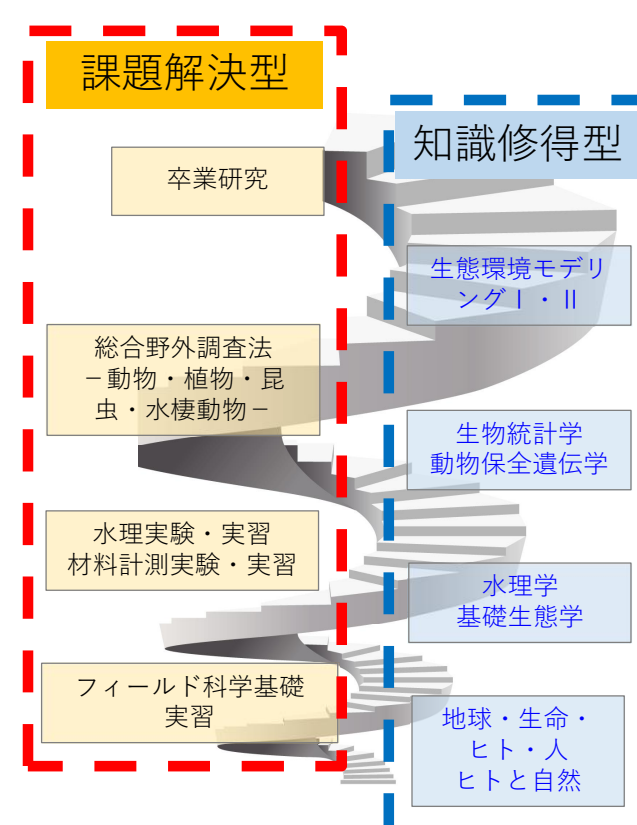 課題解決型
卒業研究
総合野外調査法
－動物・植物・昆
虫・水棲動物－
水理実験・実習
材料計測実験・実習
フィールド科学基礎
実習
知識修得型
生態環境モデリ
ングⅠ・Ⅱ
生物統計学
動物保全遺伝学
水理学
基礎生態学
地球・生命・
ヒト・人
ヒトと自然